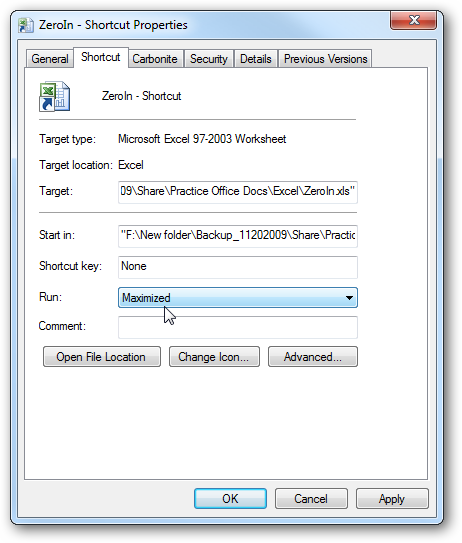 ZeroIn - Shortcut Properties
General Shortcut Carbonite Security Details Previous Versions
ZeroIn - Shortcut
Target type: Microsoft Excel 97-2003 Worksheet
Target location: Excel
Target: 09\Share\Practice Office Docs\Excel\ZeroIn.xls"
Start in: "F:\New folder\Backup_11202009\Share\Practic
Shortcut key: None
Run: Maximized
Comment:
Open File Location Change Icon... Advanced...
OK Cancel Apply